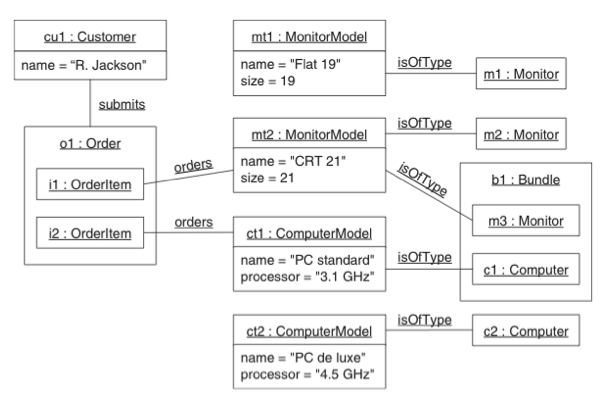 cu1 : Customer
name = "R. Jackson"
submits
o1 : Order
i1 : OrderItem
i2 : OrderItem
orders
orders
mt1 : MonitorModel
name = "Flat 19"
size = 19
isOfType
m1 : Monitor
mt2 : MonitorModel
name = "CRT 21"
size = 21
isOfType
m2 : Monitor
isOfType
b1 : Bundle
m3 : Monitor
c1 : Computer
ct1 : ComputerModel
name = "PC standard"
processor = "3.1 GHz"
isOfType
ct2 : ComputerModel
name = "PC de luxe"
processor = "4.5 GHz"
isOfType
c2 : Computer